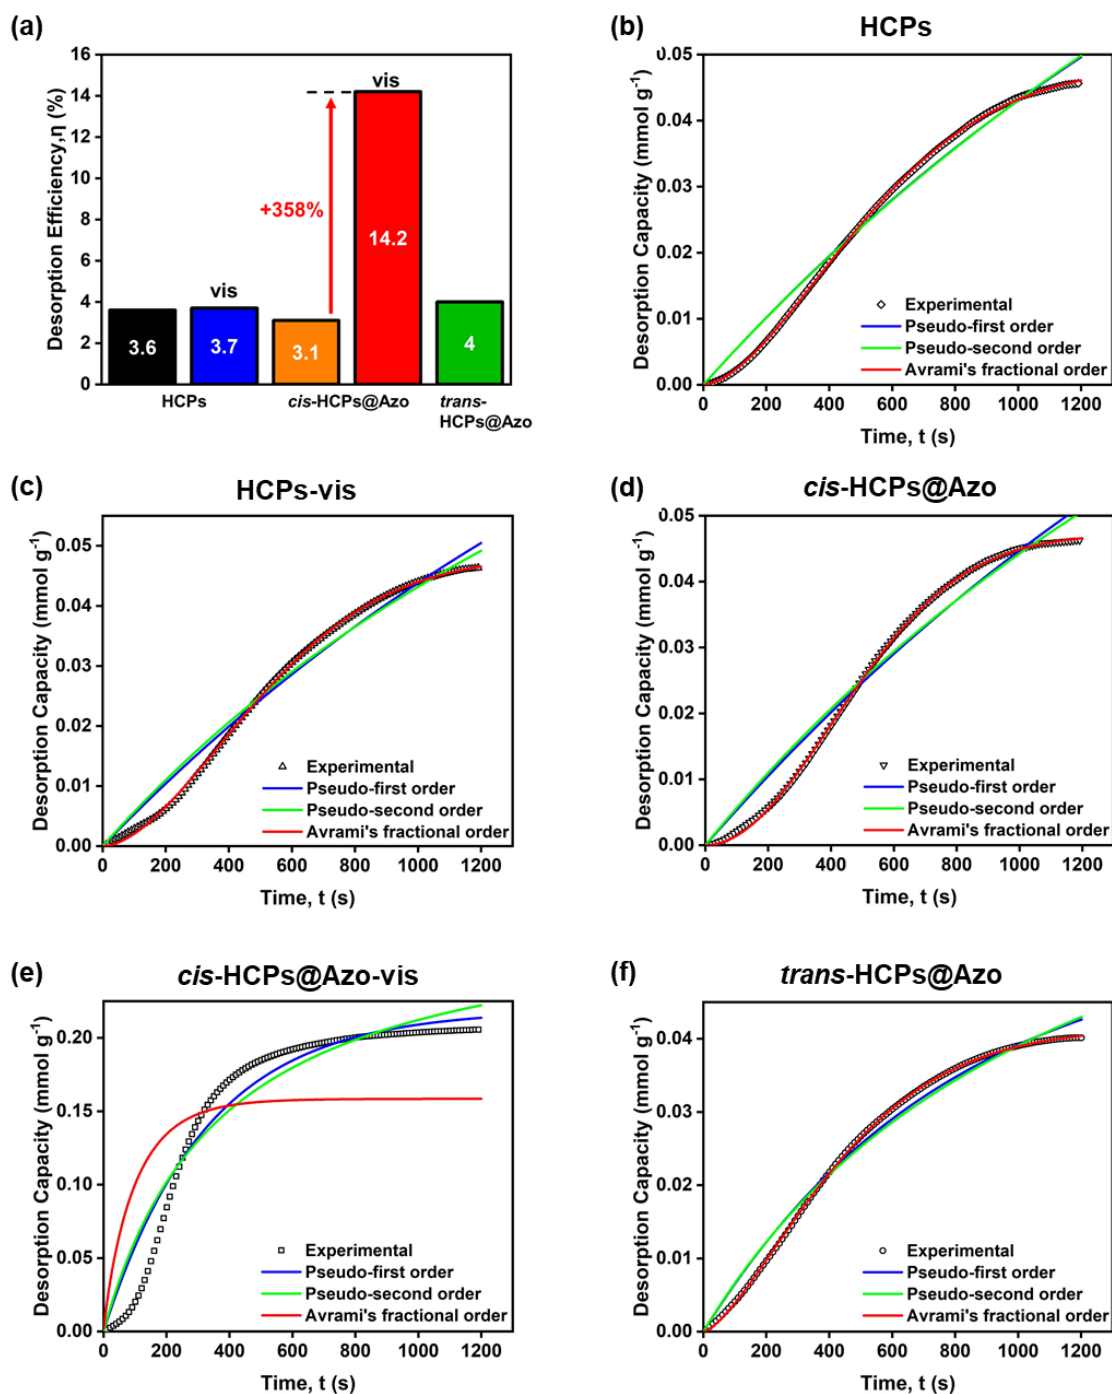 (a)
Desorption Efficiency,η (%)
16
14
12
10
8
6
4
2
0
vis
vis
+358%
3.6
3.7
3.1
14.2
4
HCPs
cis-HCPs@Azo
trans-
HCPs@Azo
(b)
HCPs
Desorption Capacity (mmol g⁻¹)
0.05
0.04
0.03
0.02
0.01
0.00
Experimental
Pseudo-first order
Pseudo-second order
Avrami's fractional order
0 200 400 600 800 1000 1200
Time, t (s)
(c)
HCPs-vis
Desorption Capacity (mmol g⁻¹)
0.05
0.04
0.03
0.02
0.01
0.00
Experimental
Pseudo-first order
Pseudo-second order
Avrami's fractional order
0 200 400 600 800 1000 1200
Time, t (s)
(d)
cis-HCPs@Azo
Desorption Capacity (mmol g⁻¹)
0.05
0.04
0.03
0.02
0.01
0.00
Experimental
Pseudo-first order
Pseudo-second order
Avrami's fractional order
0 200 400 600 800 1000 1200
Time, t (s)
(e)
cis-HCPs@Azo-vis
Desorption Capacity (mmol g⁻¹)
0.20
0.15
0.10
0.05
0.00
Experimental
Pseudo-first order
Pseudo-second order
Avrami's fractional order
0 200 400 600 800 1000 1200
Time, t (s)
(f)
trans-HCPs@Azo
Desorption Capacity (mmol g⁻¹)
0.04
0.03
0.02
0.01
0.00
Experimental
Pseudo-first order
Pseudo-second order
Avrami's fractional order
0 200 400 600 800 1000 1200
Time, t (s)